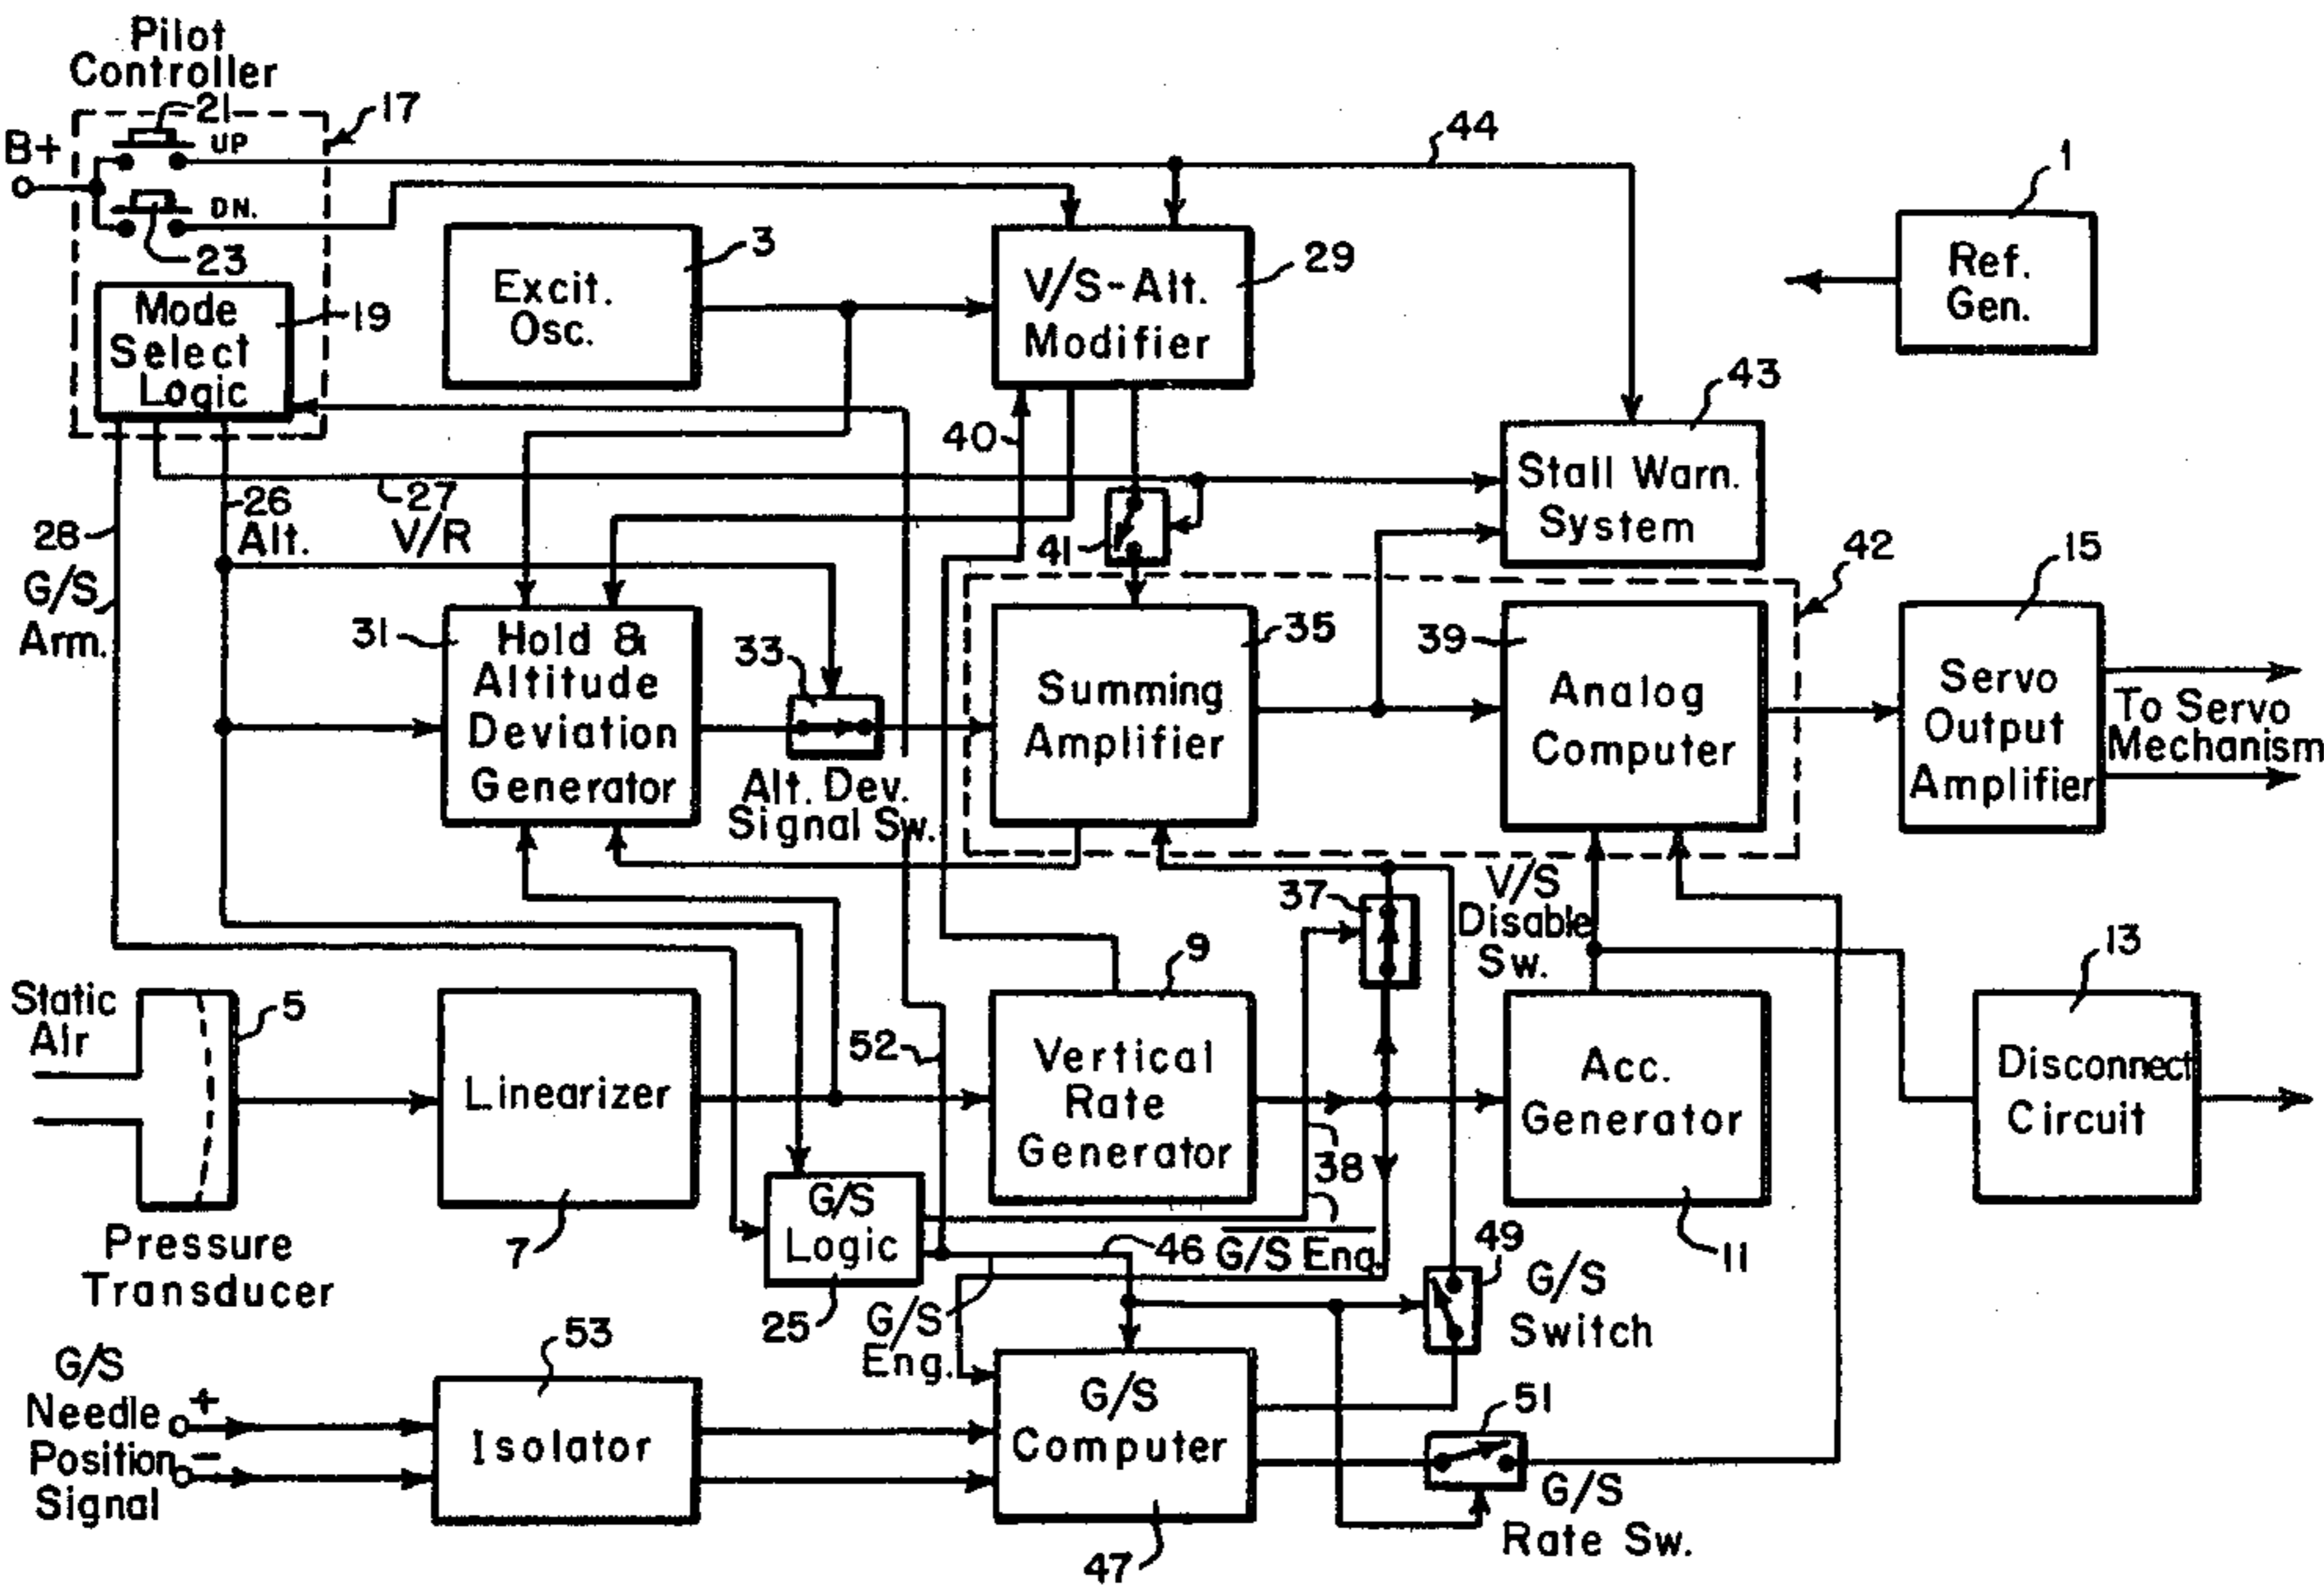 Pilot
Controller
21
17
B+
UP
DN.
23
Mode
Select
Logic
19
3
Excit.
Osc.
V/S-Alt.
Modifier
29
44
1
Ref.
Gen.
43
Stall Warn.
System
40
26
Alt.
27
V/R
28
G/S
Arm.
41
42
15
31
Hold &
Altitude
Deviation
Generator
33
Alt. Dev.
Signal Sw.
35
Summing
Amplifier
39
Analog
Computer
Servo
Output
Amplifier
To Servo
Mechanism
37
V/S
Disable
Sw.
Static
Air
5
Pressure
Transducer
Linearizer
7
52
9
Vertical
Rate
Generator
38
G/S Eng.
Acc.
Generator
11
13
Disconnect
Circuit
G/S
Logic
25
46
G/S
Eng.
49
G/S
Switch
G/S
Needle
Position
Signal
+
-
53
Isolator
G/S
Computer
47
51
G/S
Rate Sw.